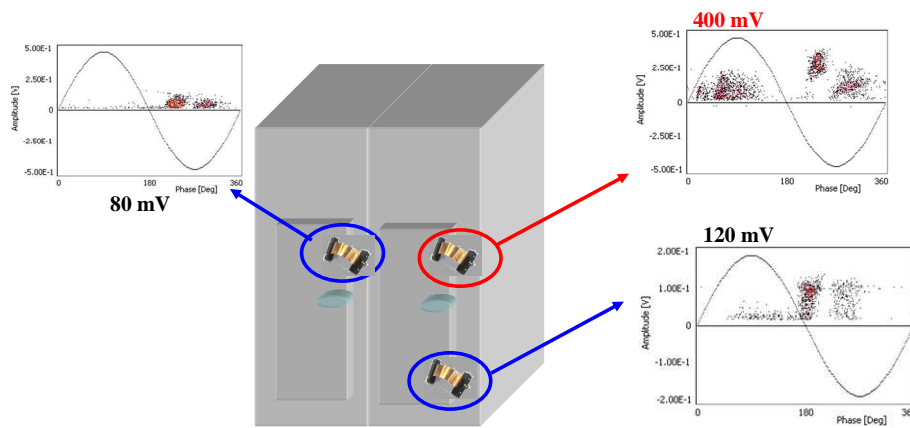 400 mV
5.00E-1
2.50E-1
0
-2.50E-1
-5.00E-1
Amplitude [V]
0
180
360
Phase [Deg]
80 mV
5.00E-1
2.50E-1
0
-2.50E-1
-5.00E-1
Amplitude [V]
0
180
360
Phase [Deg]
120 mV
2.00E-1
1.00E-1
0
-1.00E-1
-2.00E-1
Amplitude [V]
0
180
360
Phase [Deg]